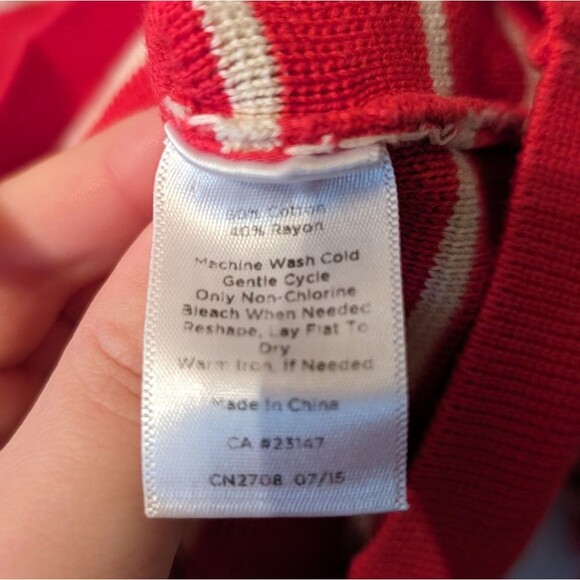 60% Cotton
40% Rayon
Machine Wash Cold
Gentle Cycle
Only Non-Chlorine
Bleach When Needed
Reshape, Lay Flat To
Dry
Warm Iron, If Needed
Made In China
CA #23147
CN2708 07/15